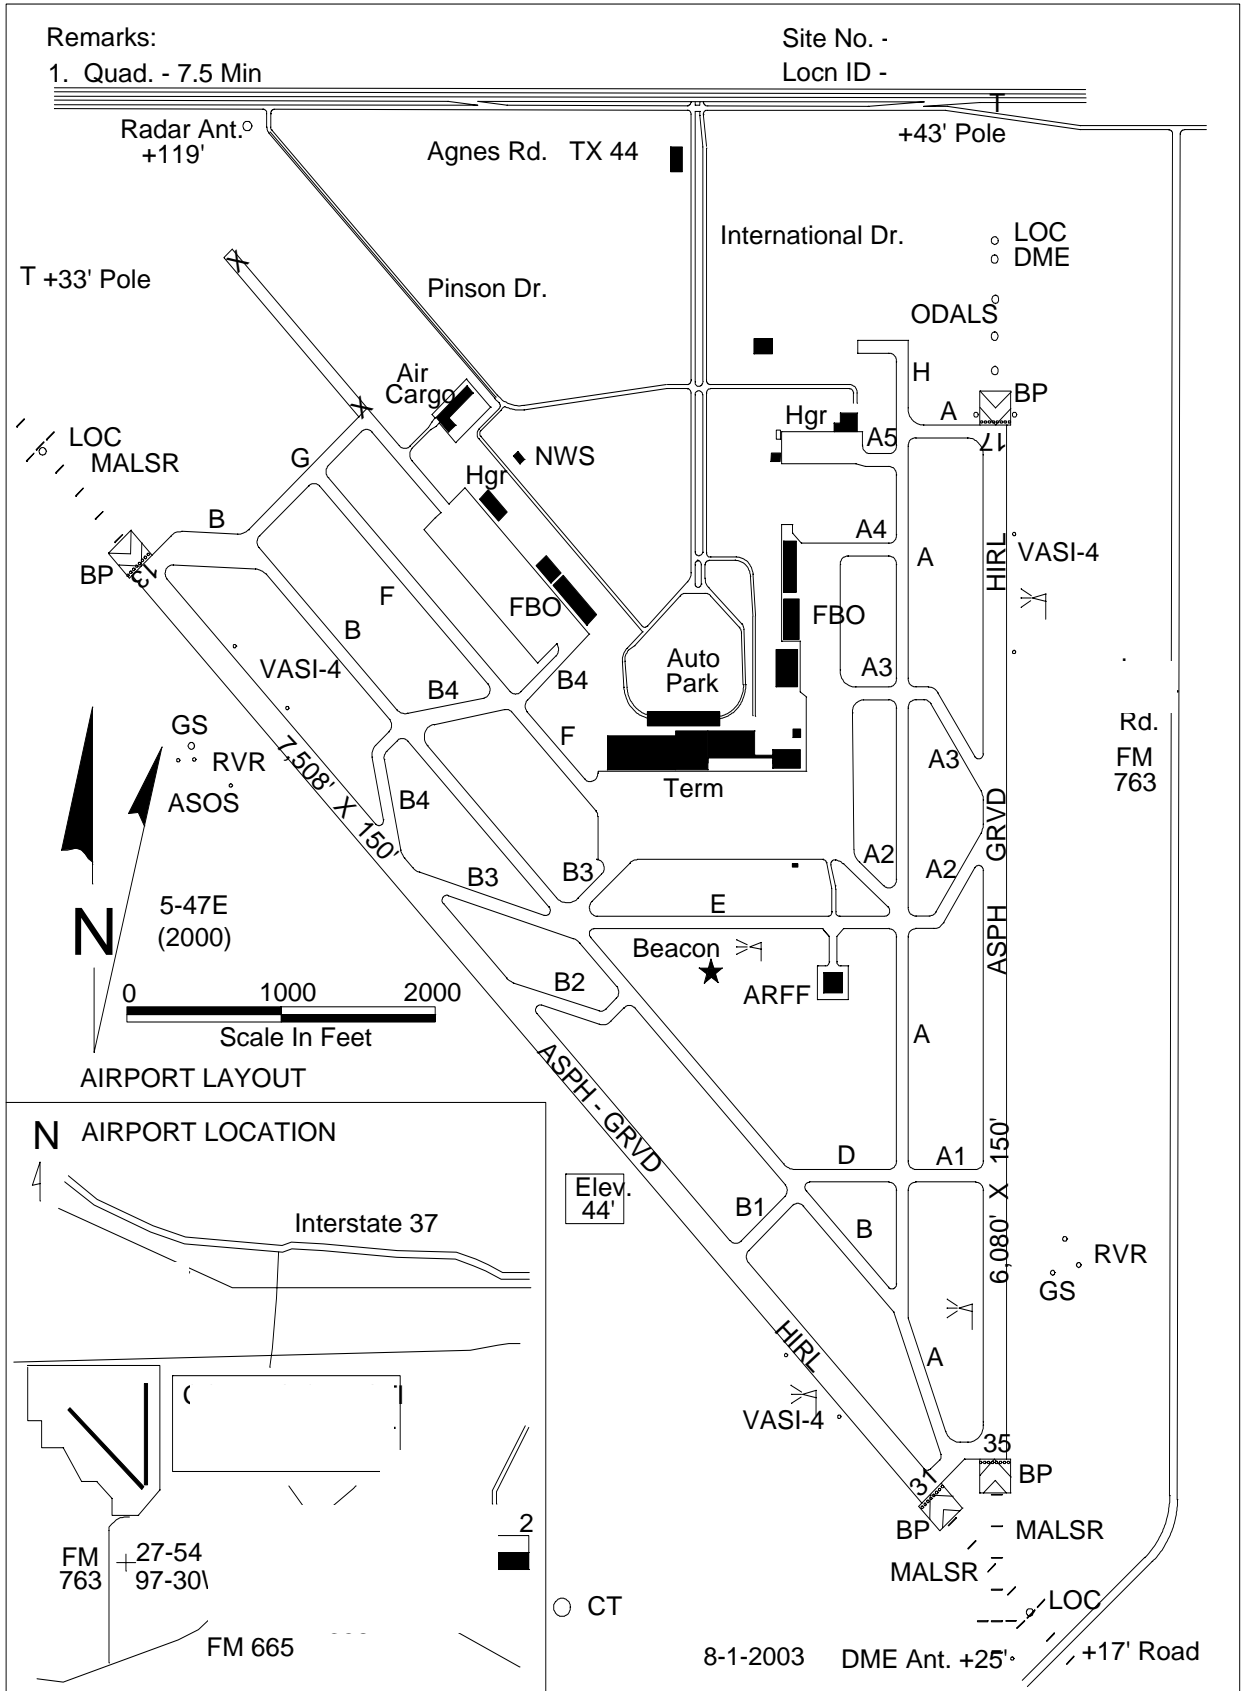 Remarks:
1. Quad. - 7.5 Min
Site No. -
Locn ID -
T
Radar Ant.
+119'
Agnes Rd. TX 44
+43' Pole
International Dr.
LOC
DME
T +33' Pole
Pinson Dr.
ODALS
Air
Cargo
H
BP
A
X
X
LOC
MALSR
G
Hgr
A5
17
NWS
Hgr
B
A4
A
HIRL
VASI-4
BP
13
F
FBO
FBO
B
VASI-4
B4
B4
Auto
Park
A3
Rd.
FM
763
GS
RVR
ASOS
7,508' X 150'
F
Term
A3
B4
GRVD
B3
B3
A2
A2
E
5-47E
(2000)
N
Beacon
ASPH
B2
ARFF
0 1000 2000
Scale In Feet
A
ASPH - GRVD
AIRPORT LAYOUT
N AIRPORT LOCATION
D
A1
6,080' X 150'
Elev.
44'
B1
B
Interstate 37
RVR
GS
HIRL
A
VASI-4
35
31
BP
BP
2
MALSR
MALSR
FM
763
27-54
97-30\
CT
LOC
FM 665
8-1-2003
DME Ant. +25'
+17' Road